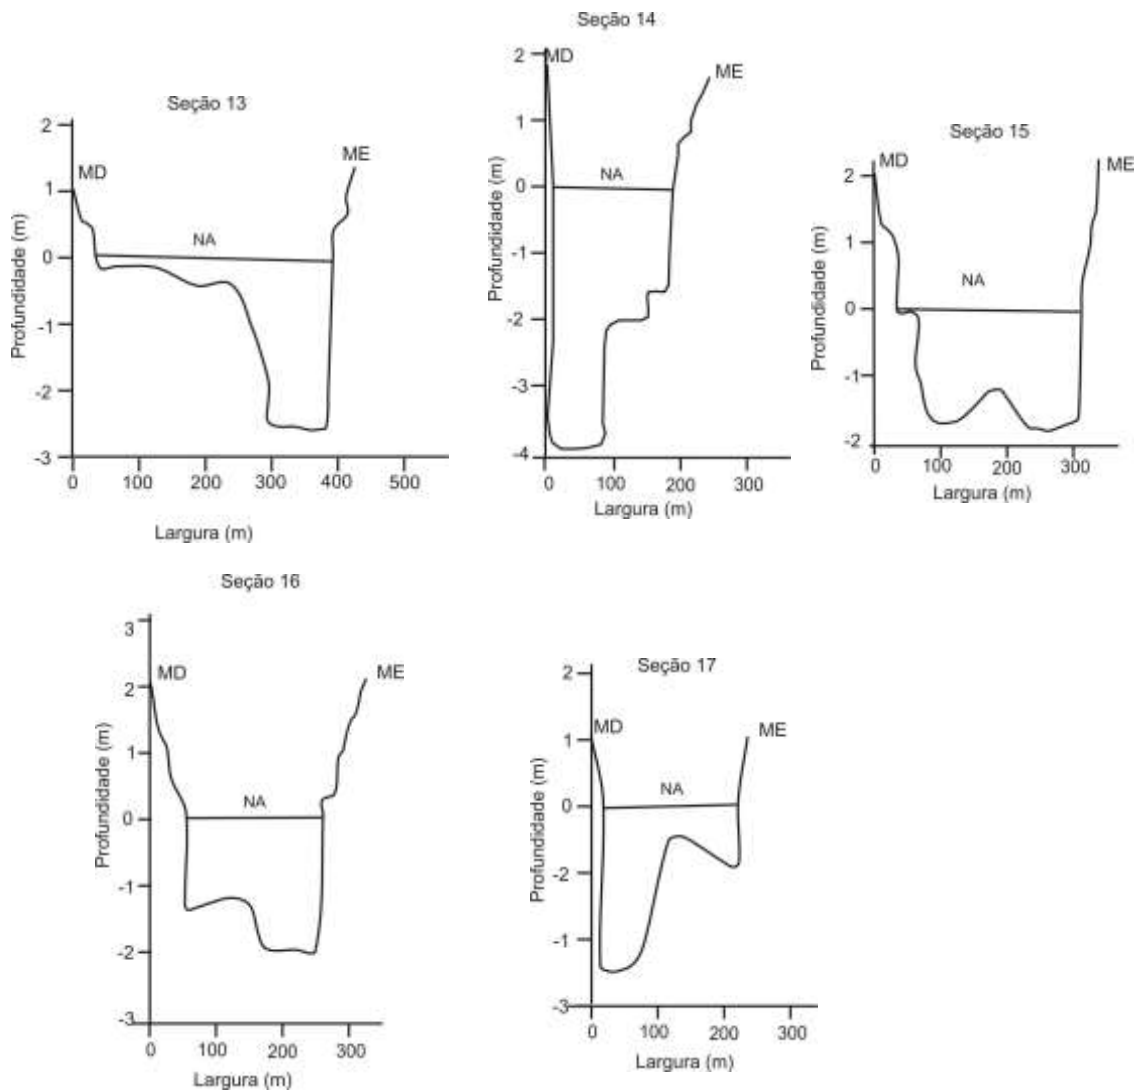 Seção 13
2
1
0
-1
-2
-3
Profundidade (m)
MD
ME
NA
0 100 200 300 400 500
Largura (m)
Seção 14
2
1
0
-1
-2
-3
-4
Profundidade (m)
MD
ME
NA
0 100 200 300
Largura (m)
Seção 15
2
1
0
-1
-2
Profundidade (m)
MD
ME
NA
0 100 200 300
Largura (m)
Seção 16
3
2
1
0
-1
-2
-3
Profundidade (m)
MD
ME
NA
0 100 200 300
Largura (m)
Seção 17
2
1
0
-2
-1
-3
Profundidade (m)
MD
ME
NA
0 100 200 300
Largura (m)